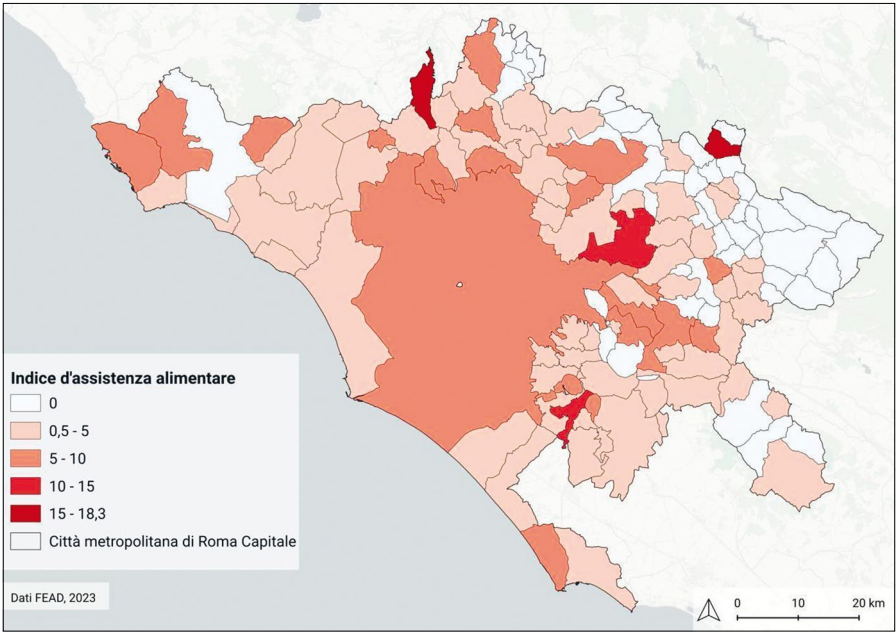 Indice d'assistenza alimentare
0
0,5 - 5
5 - 10
10 - 15
15 - 18,3
Città metropolitana di Roma Capitale
Dati FEAD, 2023
0 10 20 km